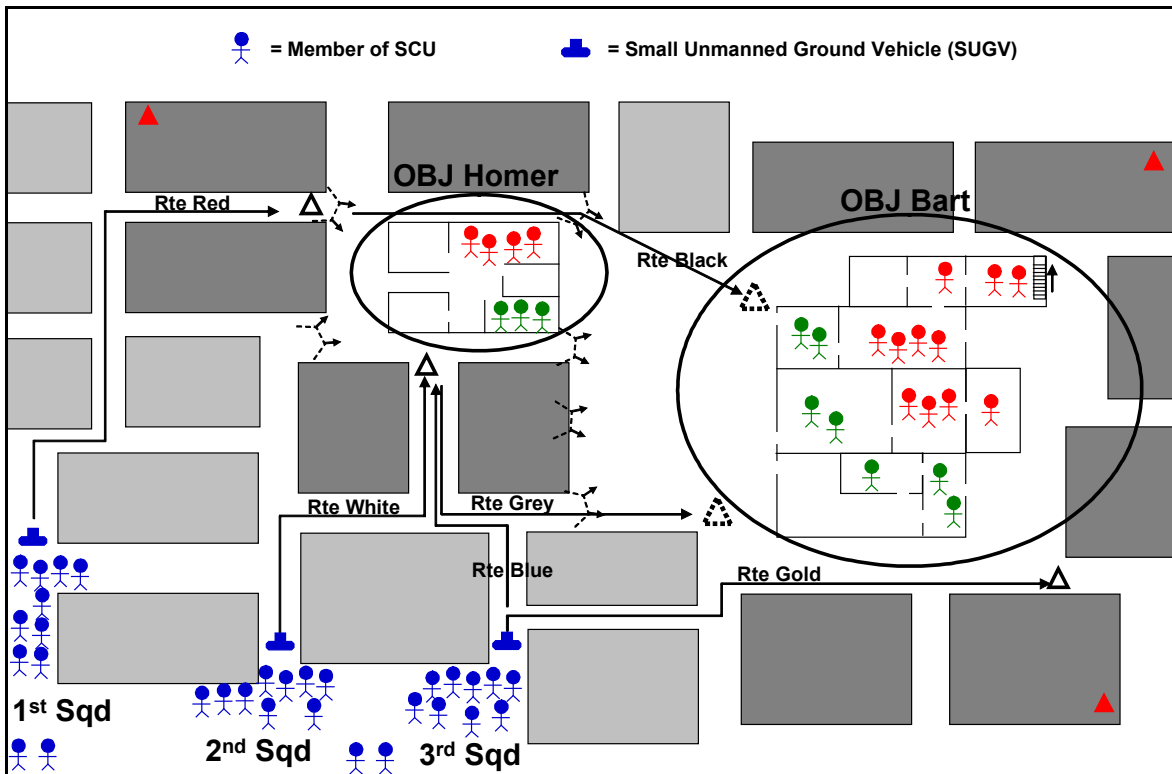 = Member of SCU
= Small Unmanned Ground Vehicle (SUGV)
OBJ Homer
Rte Red
OBJ Bart
Rte Black
Rte White
Rte Grey
Rte Blue
Rte Gold
1st Sqd
2nd Sqd
3rd Sqd